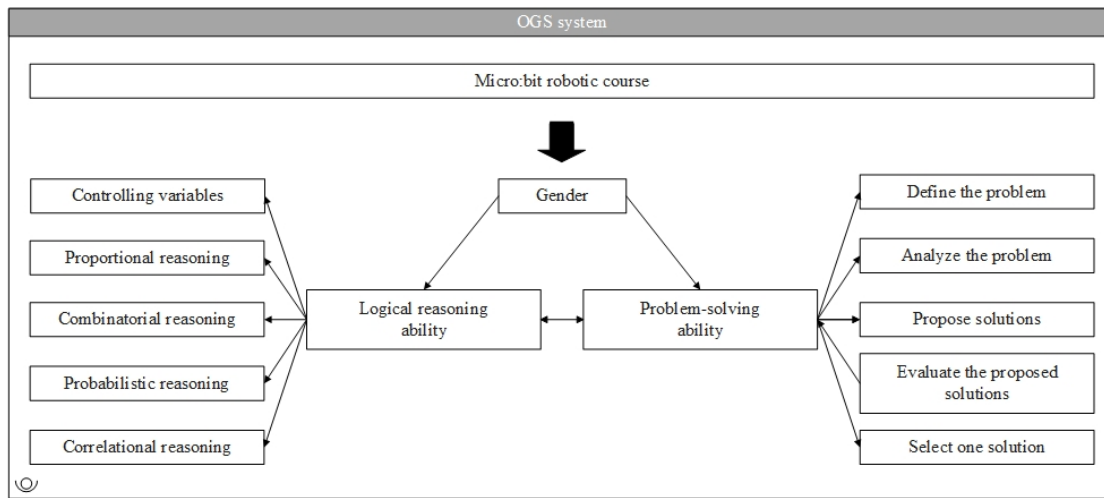 OGS system
Micro:bit robotic course
Controlling variables
Proportional reasoning
Combinatorial reasoning
Probabilistic reasoning
Correlational reasoning
Gender
Logical reasoning
ability
Problem-solving
ability
Define the problem
Analyze the problem
Propose solutions
Evaluate the proposed
solutions
Select one solution